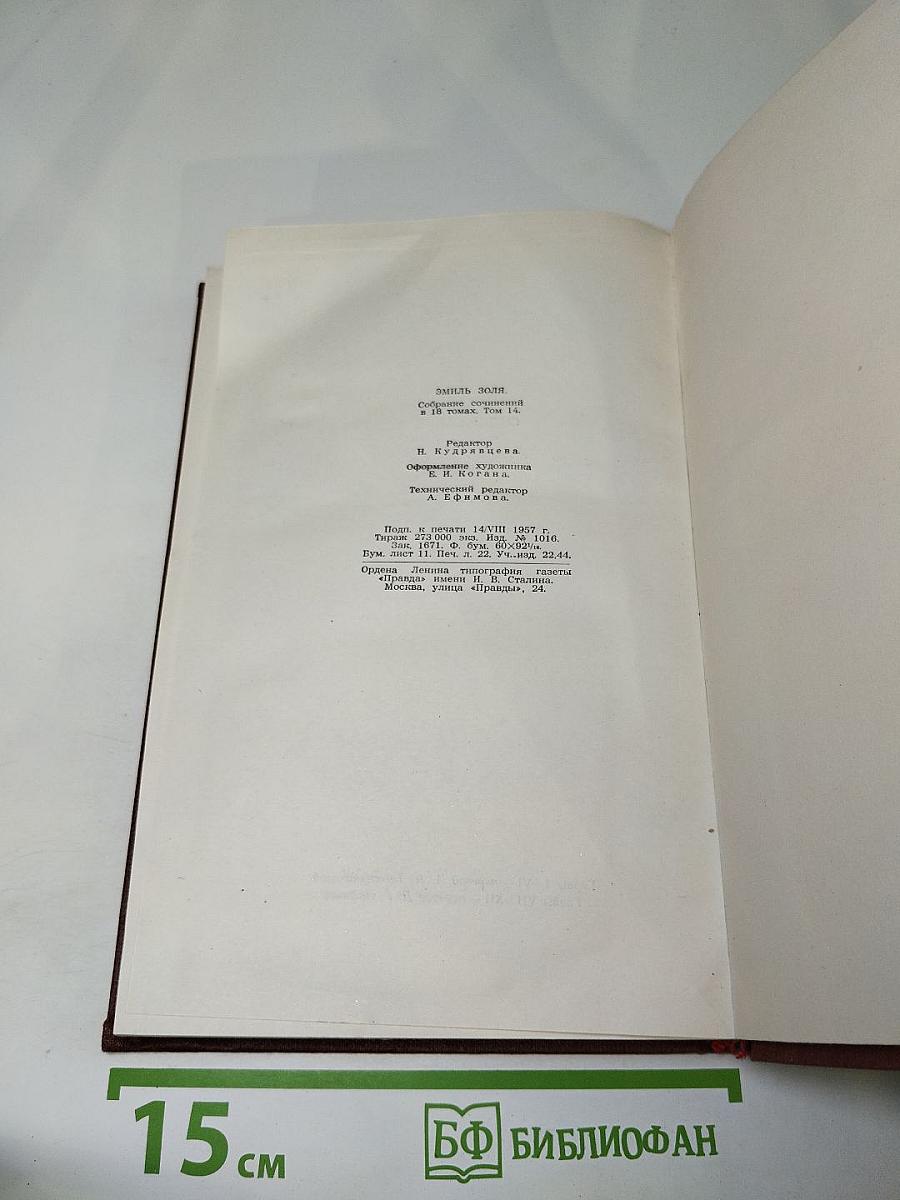 ЭМИЛЬ ЗОЛЯ.
Собрание сочинений
в 18 томах. Том 14.
Редактор
Н. Кудрявцева.
Оформление художника
Е. И. Когана.
Технический редактор
А. Ефимова.
Подп. к печати 14/VIII 1957 г.
Тираж 273 000 экз. Изд. № 1016.
Зак. 1671. Ф. бум. 60×92¹/₁₆.
Бум. лист 11. Печ. л. 22. Уч.-изд. 22,44.
Ордена Ленина типография газеты
«Правда» имени И. В. Сталина.
Москва, улица «Правды», 24.
15 см
БФ БИБЛИОФАН